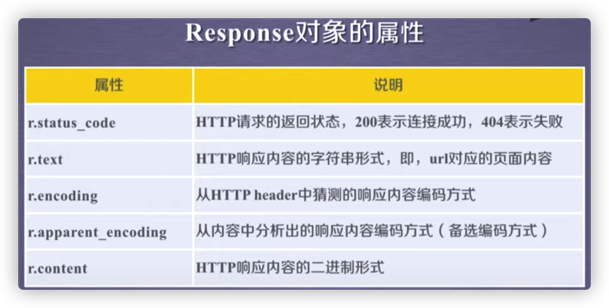 Response对象的属性
属性 说明
r.status_code HTTP请求的返回状态，200表示连接成功，404表示失败
r.text HTTP响应内容的字符串形式，即，url对应的页面内容
r.encoding 从HTTP header中猜测的响应内容编码方式
r.apparent_encoding 从内容中分析出的响应内容编码方式（备选编码方式）
r.content HTTP响应内容的二进制形式